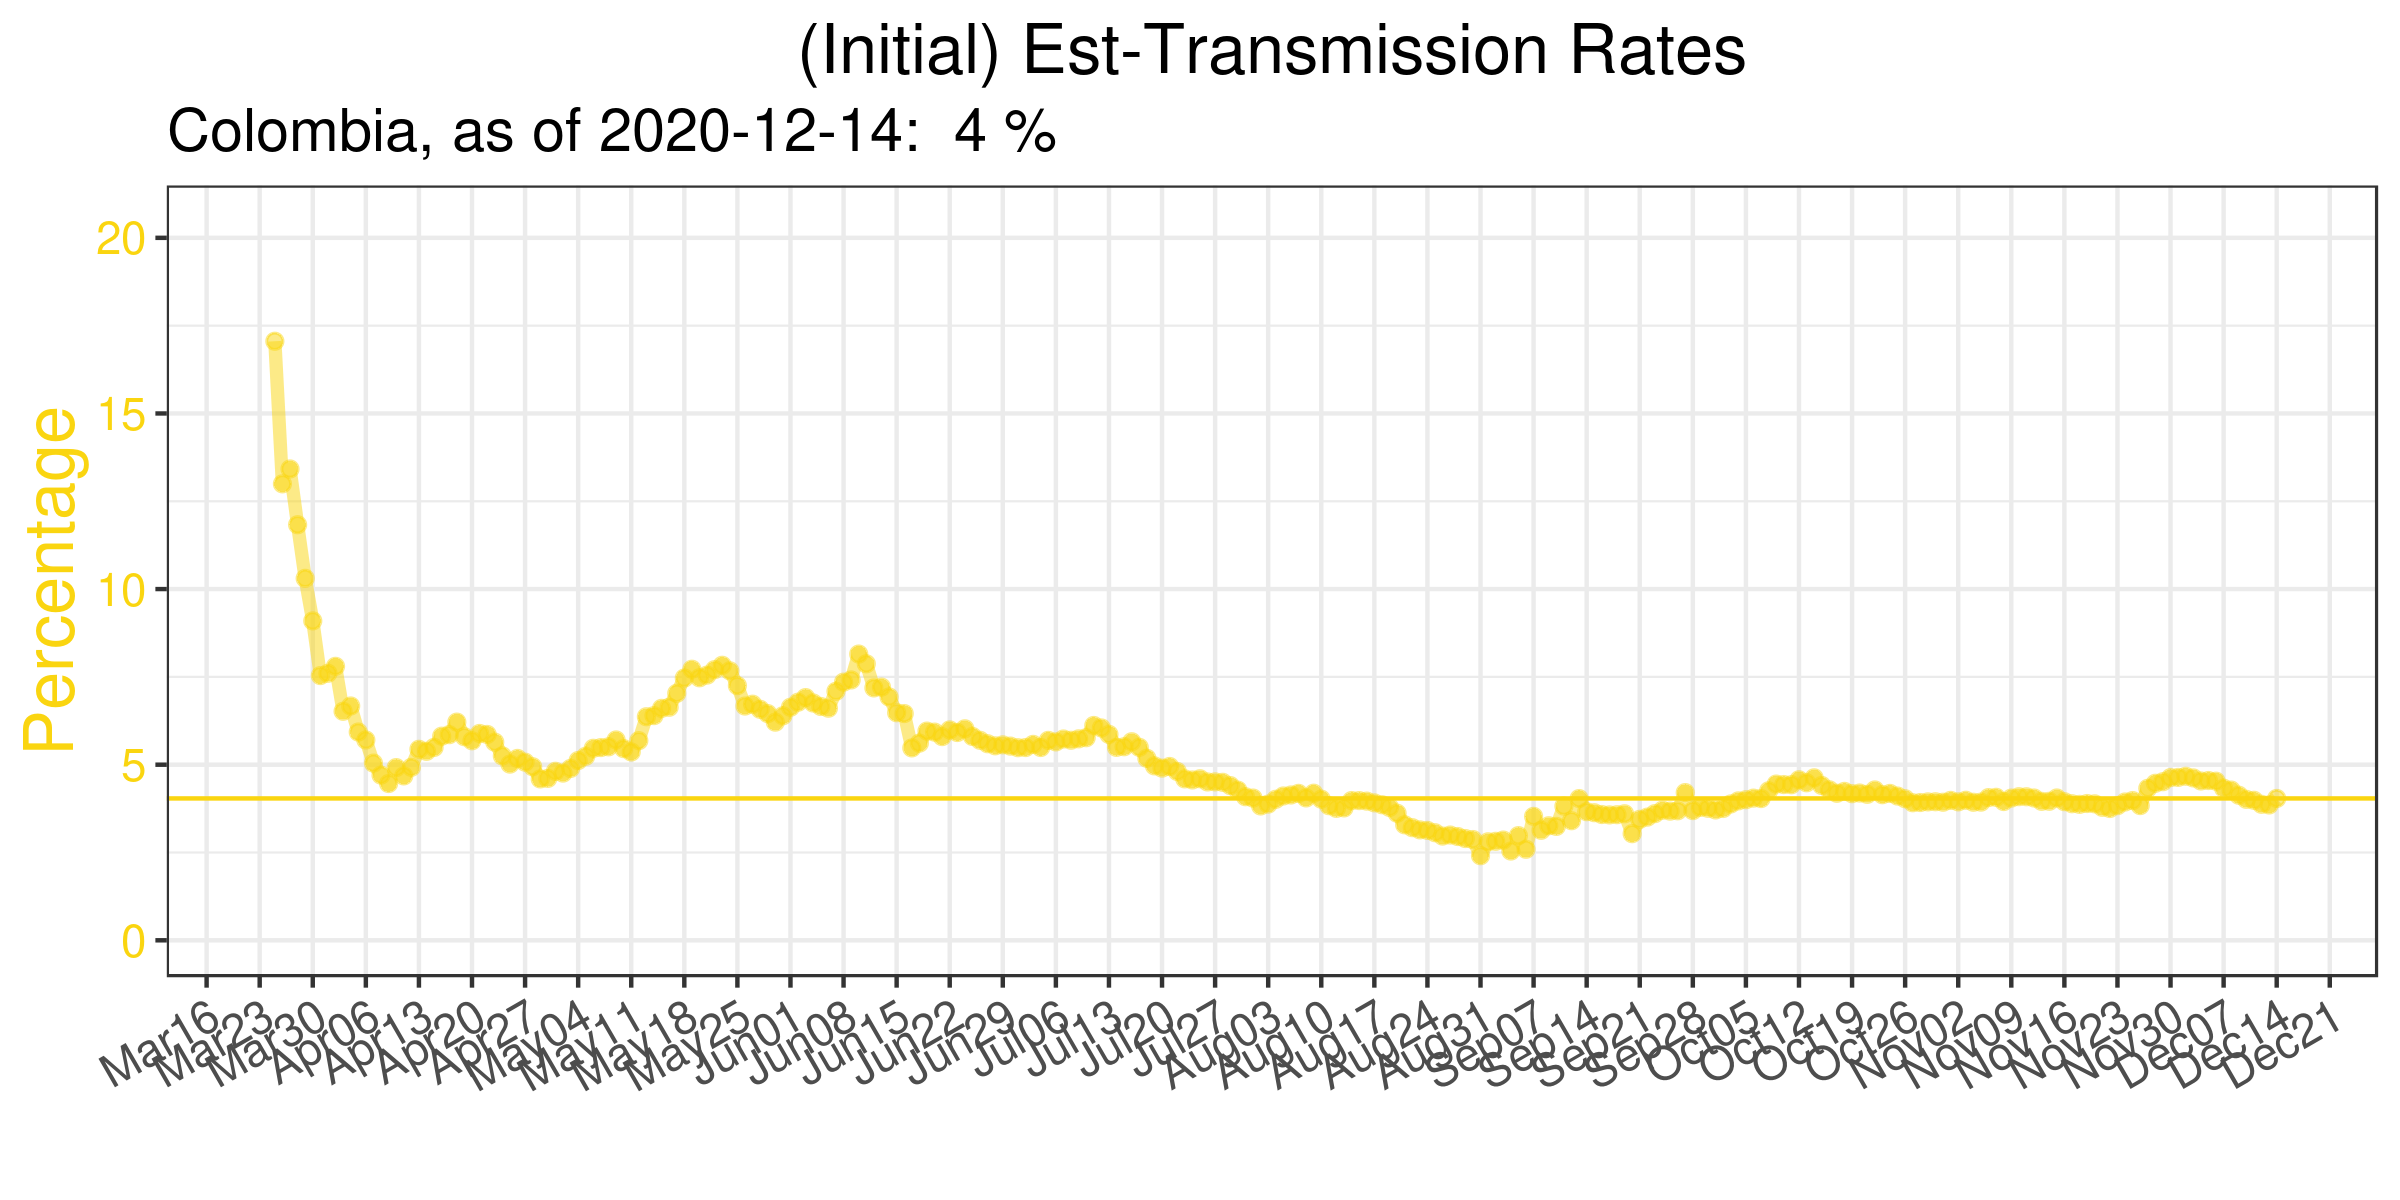 (Initial) Est-Transmission Rates
Colombia, as of 2020-12-14:  4 %
Percentage
20
15
10
5
0
Mar16
Mar23
Mar30
Apr06
Apr13
Apr20
Apr27
May04
May11
May18
May25
Jun01
Jun08
Jun15
Jun22
Jun29
Jul06
Jul13
Jul20
Jul27
Aug03
Aug10
Aug17
Aug24
Aug31
Sep07
Sep14
Sep21
Sep28
Oct05
Oct12
Oct19
Oct26
Nov02
Nov09
Nov16
Nov23
Nov30
Dec07
Dec14
Dec21